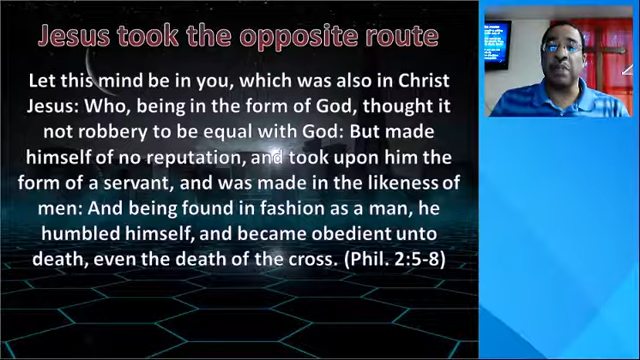 Jesus took the opposite route
Let this mind be in you, which was also in Christ
Jesus: Who, being in the form of God, thought it
not robbery to be equal with God: But made
himself of no reputation, and took upon him the
form of a servant, and was made in the likeness of
men: And being found in fashion as a man, he
humbled himself, and became obedient unto
death, even the death of the cross. (Phil. 2:5-8)